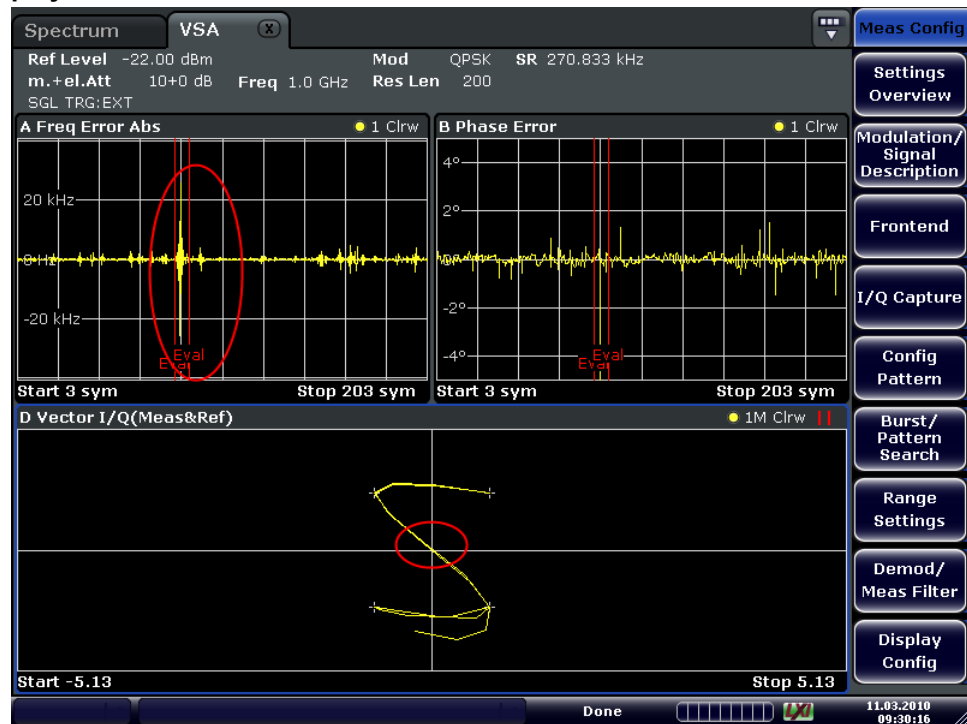 Spectrum VSA X
Ref Level -22.00 dBm Mod QPSK SR 270.833 kHz
m.+el.Att 10+0 dB Freq 1.0 GHz Res Len 200
SGL TRG:EXT
A Freq Error Abs 1 Clrw
20 kHz
0 Hz
-20 kHz
Eval
Eval
Start 3 sym Stop 203 sym
B Phase Error 1 Clrw
4°
2°
0°
-2°
-4°
Eval
Eval
Start 3 sym Stop 203 sym
D Vector I/Q(Meas&Ref) 1M Clrw
Start -5.13 Stop 5.13
Meas Config
Settings
Overview
Modulation/
Signal
Description
Frontend
I/Q Capture
Config
Pattern
Burst/
Pattern
Search
Range
Settings
Demod/
Meas Filter
Display
Config
Done LXI 11.03.2010
09:30:16